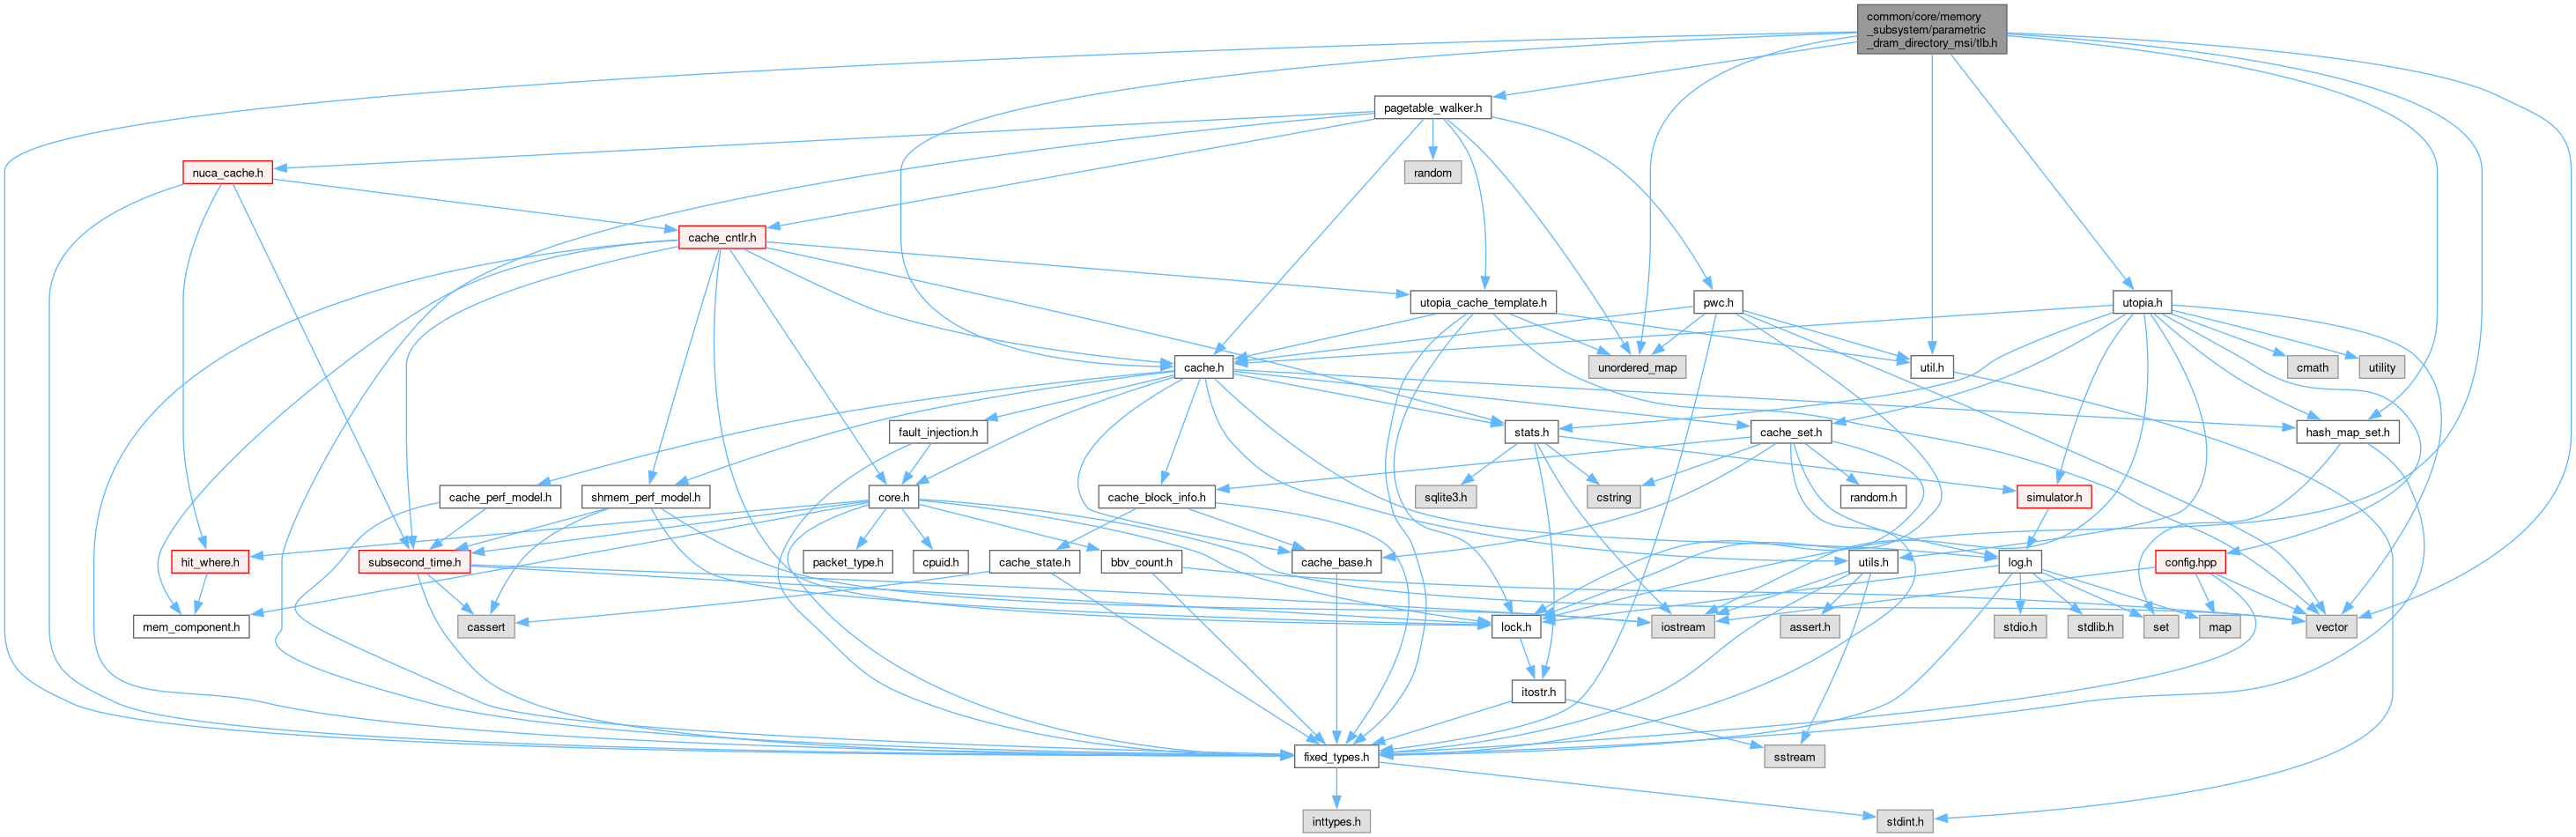 common/core/memory
_subsystem/parametric
_dram_directory_msi/tlb.h
pagetable_walker.h
nuca_cache.h
random
cache_cntlr.h
utopia_cache_template.h
pwc.h
utopia.h
cache.h
unordered_map
util.h
cmath
utility
fault_injection.h
stats.h
cache_set.h
hash_map_set.h
cache_perf_model.h
shmem_perf_model.h
core.h
cache_block_info.h
sqlite3.h
cstring
random.h
simulator.h
hit_where.h
subsecond_time.h
packet_type.h
cpuid.h
cache_state.h
bbv_count.h
cache_base.h
utils.h
log.h
config.hpp
mem_component.h
cassert
lock.h
iostream
assert.h
stdio.h
stdlib.h
set
map
vector
itostr.h
fixed_types.h
sstream
inttypes.h
stdint.h